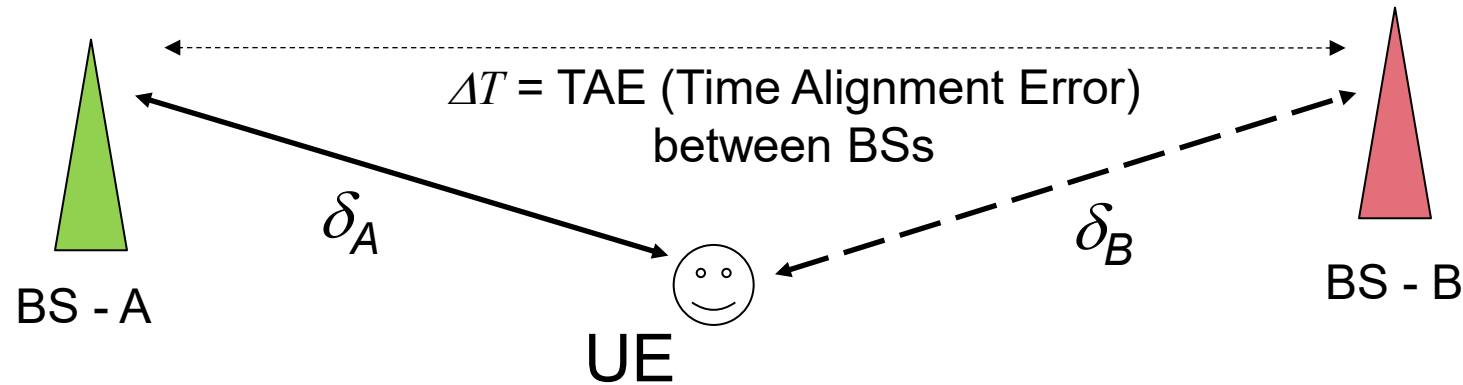 ΔT = TAE (Time Alignment Error)
between BSs
δA
δB
BS - A
BS - B
UE